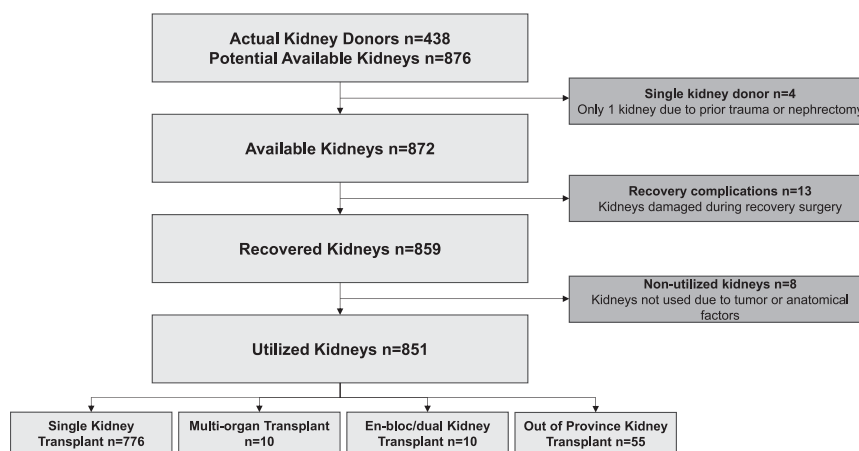 Actual Kidney Donors n=438
Potential Available Kidneys n=876
Single kidney donor n=4
Only 1 kidney due to prior trauma or nephrectomy
Available Kidneys n=872
Recovery complications n=13
Kidneys damaged during recovery surgery
Recovered Kidneys n=859
Non-utilized kidneys n=8
Kidneys not used due to tumor or anatomical
factors
Utilized Kidneys n=851
Single Kidney
Transplant n=776
Multi-organ Transplant
n=10
En-bloc/dual Kidney
Transplant n=10
Out of Province Kidney
Transplant n=55